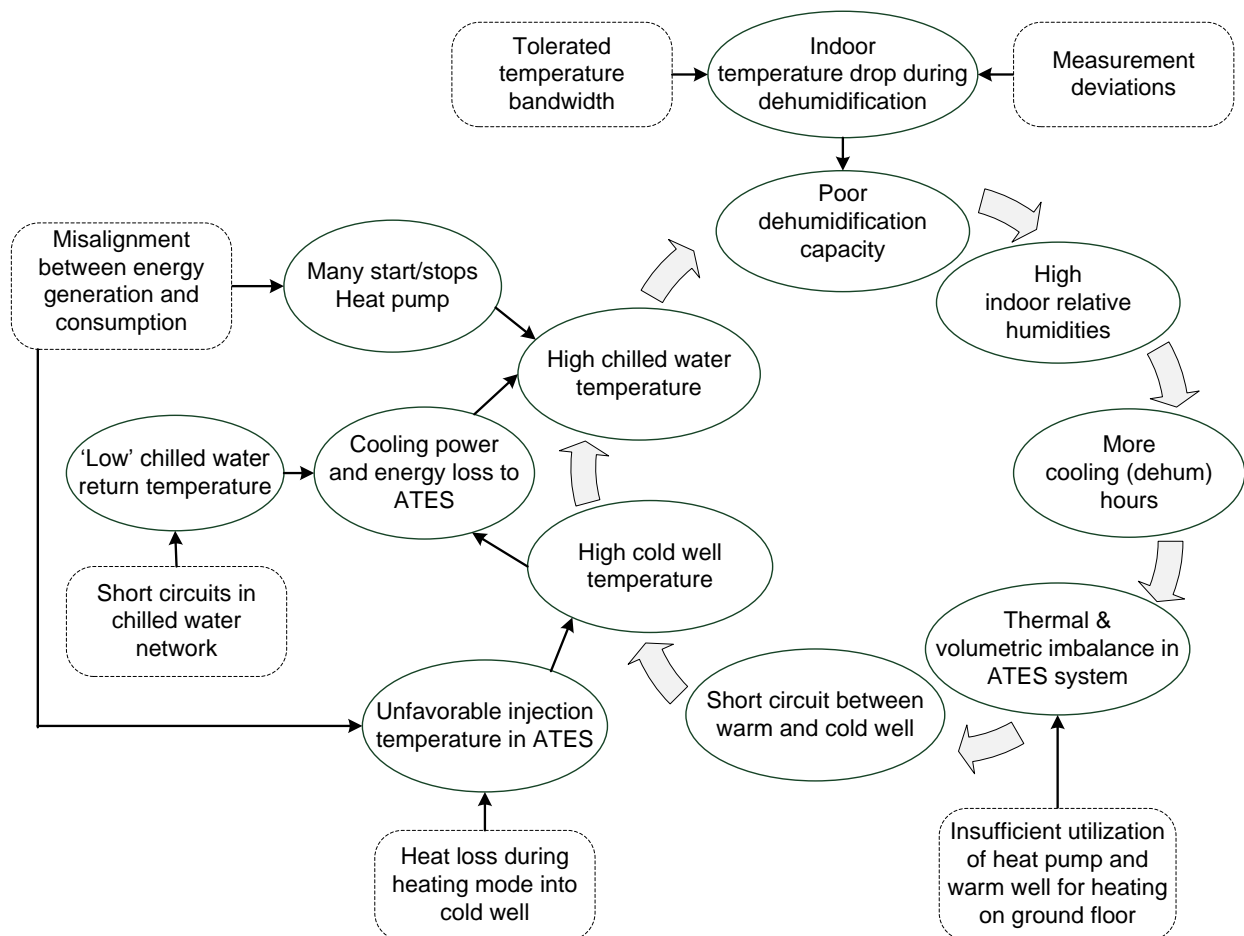 Tolerated
temperature
bandwidth
Indoor
temperature drop during
dehumidification
Measurement
deviations
Poor
dehumidification
capacity
Misalignment
between energy
generation and
consumption
Many start/stops
Heat pump
High
indoor relative
humidities
High chilled water
temperature
'Low' chilled water
return temperature
Cooling power
and energy loss to
ATES
More
cooling (dehum)
hours
High cold well
temperature
Short circuits in
chilled water
network
Thermal &
volumetric imbalance in
ATES system
Unfavorable injection
temperature in ATES
Short circuit between
warm and cold well
Heat loss during
heating mode into
cold well
Insufficient utilization
of heat pump and
warm well for heating
on ground floor